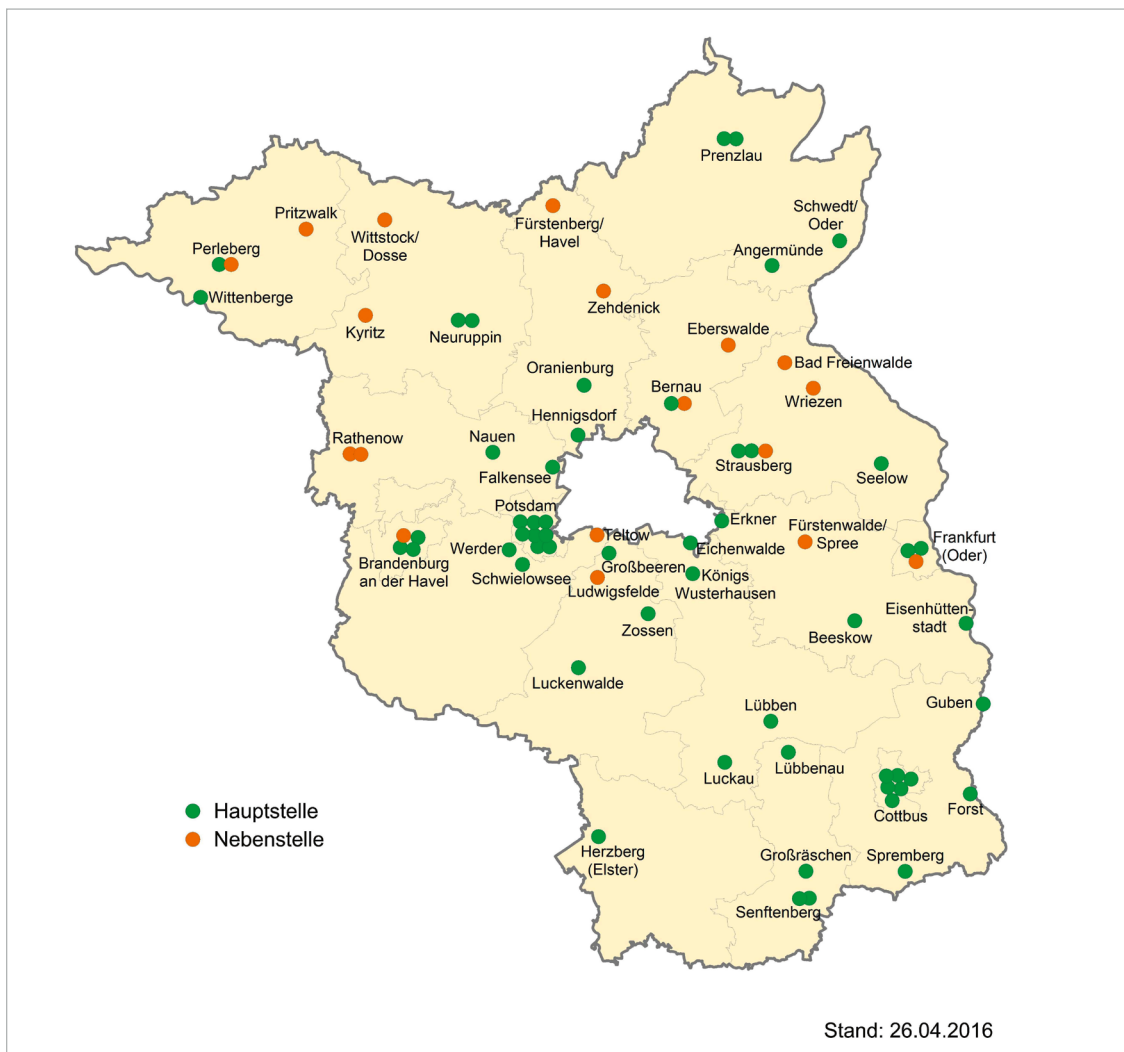 Prenzlau
Schwedt/
Oder
Angermünde
Pritzwalk
Wittstock/
Dosse
Fürstenberg/
Havel
Perleberg
Wittenberge
Zehdenick
Kyritz
Neuruppin
Eberswalde
Bad Freienwalde
Wriezen
Oranienburg
Bernau
Hennigsdorf
Rathenow
Nauen
Falkensee
Strausberg
Seelow
Potsdam
Erkner
Fürstenwalde/
Spree
Frankfurt
(Oder)
Teltow
Eichenwalde
Werder
Brandenburg
an der Havel
Schwielowsee
Großbeeren
Ludwigsfelde
Königs
Wusterhausen
Zossen
Beeskow
Eisenhütten-
stadt
Luckenwalde
Guben
Lübben
Lübbenau
Luckau
Cottbus
Forst
Hauptstelle
Nebenstelle
Herzberg
(Elster)
Großräschen
Spremberg
Senftenberg
Stand: 26.04.2016